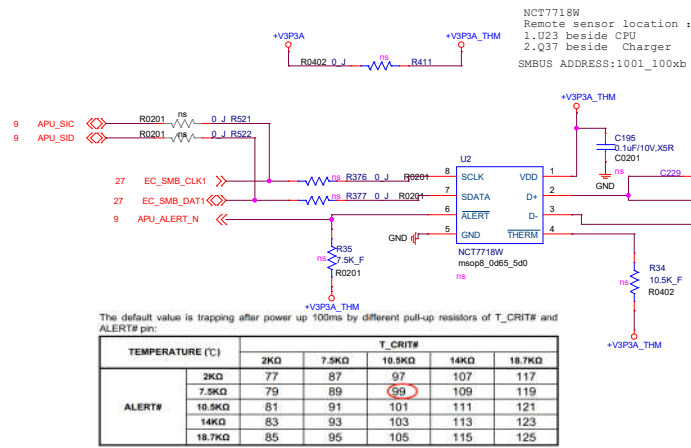 NCT7718W
Remote sensor location :
1.U23 beside CPU
2.Q37 beside Charger
SMBUS ADDRESS:1001_100xb
+V3P3A
+V3P3A_THM
R0402 0_J ns R411
+V3P3A_THM
9 APU_SIC R0201 ns 0_J R521
9 APU_SID R0201 ns 0_J R522
C195
0.1uF/10V,X5R
C0201
ns
GND
C229
U2
27 EC_SMB_CLK1 ns R376 0_J R0201 8 SCLK VDD 1
27 EC_SMB_DAT1 ns R377 0_J R0201 7 SDATA D+ 2
9 APU_ALERT_N 6 ALERT D- 3
GND 5 GND THERM 4
NCT7718W
msop8_0d65_5d0
ns
R35
ns 7.5K_F
R0201
+V3P3A_THM
R34
ns 10.5K_F
R0402
+V3P3A_THM
The default value is trapping after power up 100ms by different pull-up resistors of T_CRIT# and
ALERT# pin:
TEMPERATURE (℃) T_CRIT#
2KΩ 7.5KΩ 10.5KΩ 14KΩ 18.7KΩ
ALERT#
2KΩ 77 87 97 107 117
7.5KΩ 79 89 99 109 119
10.5KΩ 81 91 101 111 121
14KΩ 83 93 103 113 123
18.7KΩ 85 95 105 115 125